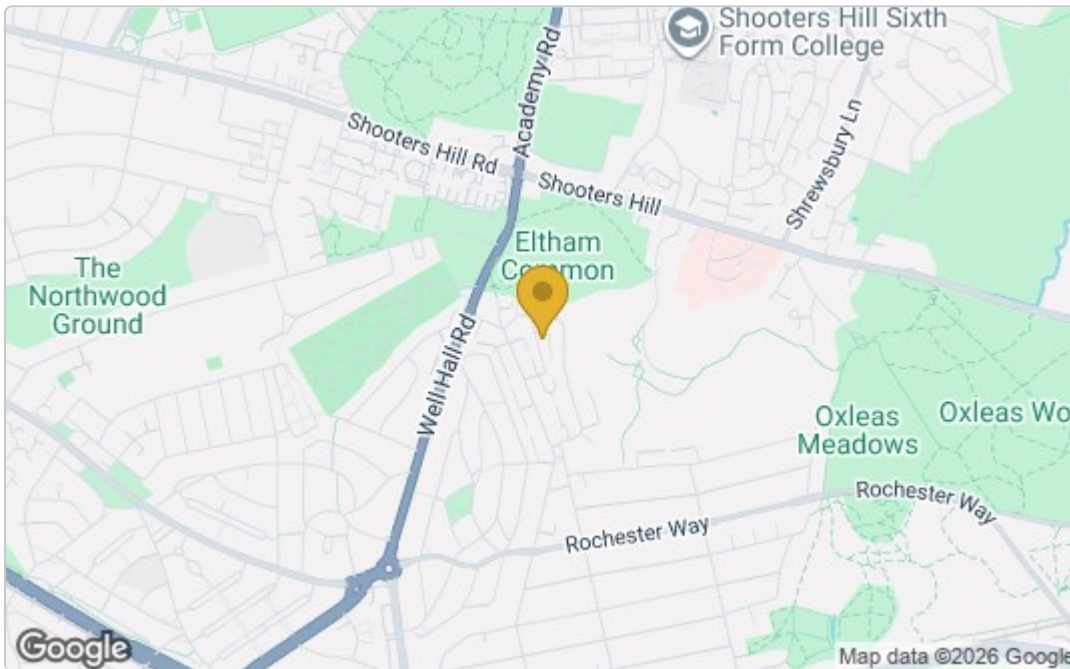 Shooters Hill Sixth
Form College
Academy Rd
Shooters Hill Rd
Shooters Hill
Shrewsbury Ln
Eltham
Common
The
Northwood
Ground
Well Hall Rd
Oxleas
Meadows
Oxleas Wo
Rochester Way
Rochester Way
Google
Map data ©2026 Google